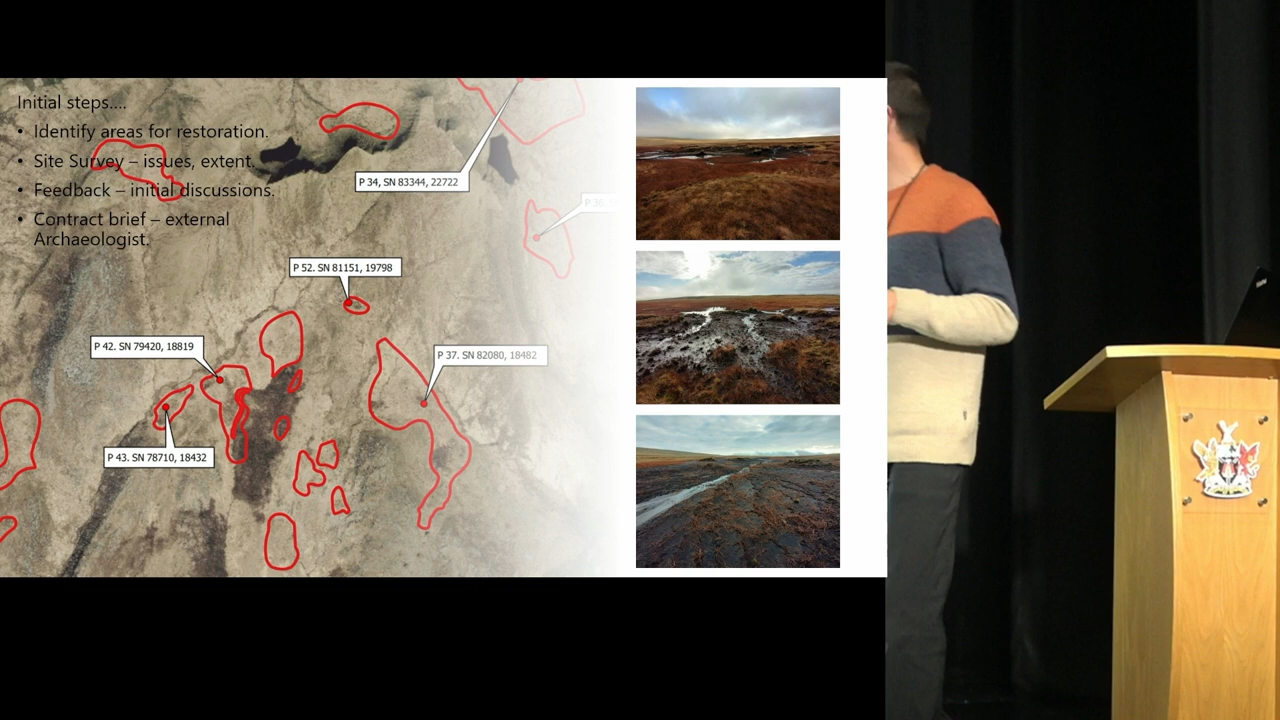 Initial steps....
• Identify areas for restoration.
• Site Survey – issues, extent.
• Feedback – initial discussions.
• Contract brief – external
Archaeologist.
P 34, SN 83344, 22722
P 36.
P 52. SN 81151, 19798
P 42. SN 79420, 18819
P 37. SN 82080, 18482
P 43. SN 78710, 18432